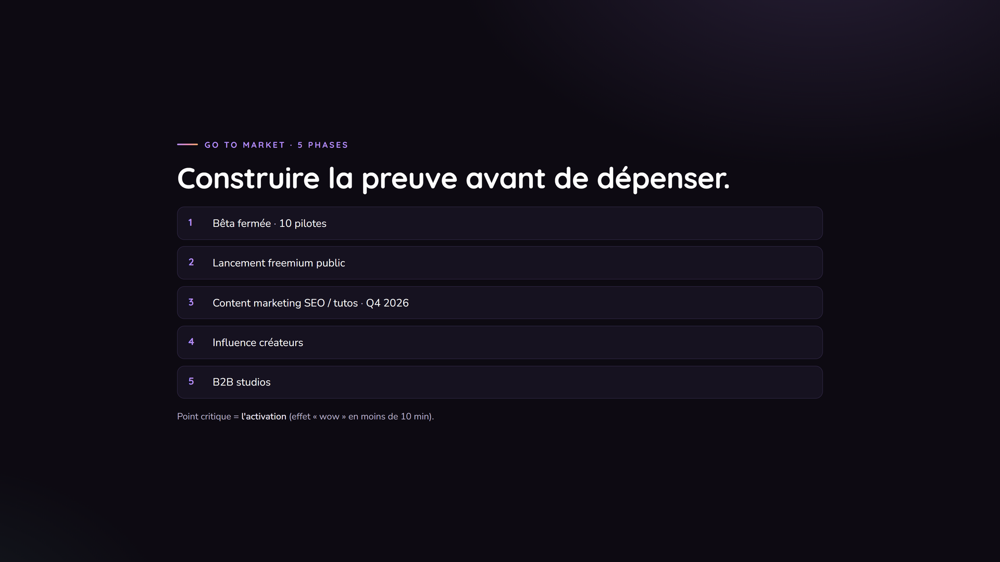 GO TO MARKET · 5 PHASES
Construire la preuve avant de dépenser.
1 Bêta fermée · 10 pilotes
2 Lancement freemium public
3 Content marketing SEO / tutos · Q4 2026
4 Influence créateurs
5 B2B studios
Point critique = l'activation (effet « wow » en moins de 10 min).